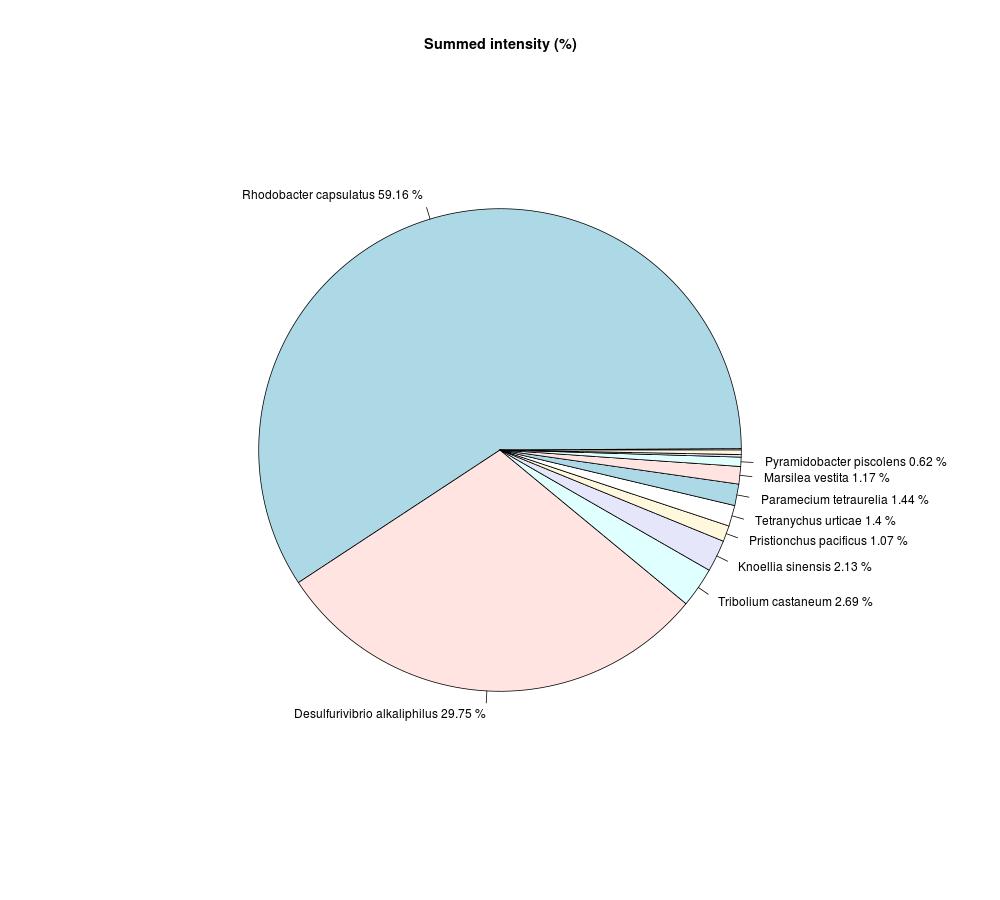 Summed intensity (%)
Rhodobacter capsulatus 59.16 %
Pyramidobacter piscolens 0.62 %
Marsilea vestita 1.17 %
Paramecium tetraurelia 1.44 %
Tetranychus urticae 1.4 %
Pristionchus pacificus 1.07 %
Knoellia sinensis 2.13 %
Tribolium castaneum 2.69 %
Desulfurivibrio alkaliphilus 29.75 %